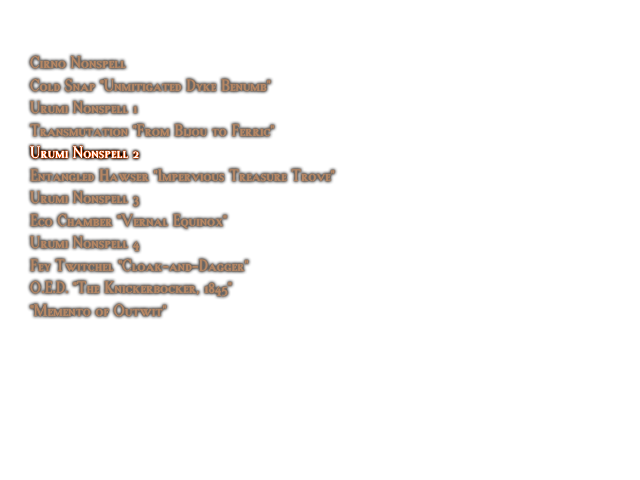 Cirno Nonspell
Cold Snap "Unmitigated Dyke Benumb"
Urumi Nonspell 1
Transmutation "From Bijou to Ferric"
Urumi Nonspell 2
Entangled Hawser "Impervious Treasure Trove"
Urumi Nonspell 3
Eco Chamber "Vernal Equinox"
Urumi Nonspell 4
Fey Twitchel "Cloak-and-Dagger"
O.E.D. "The Knickerbocker, 1845"
"Memento of Outwit"